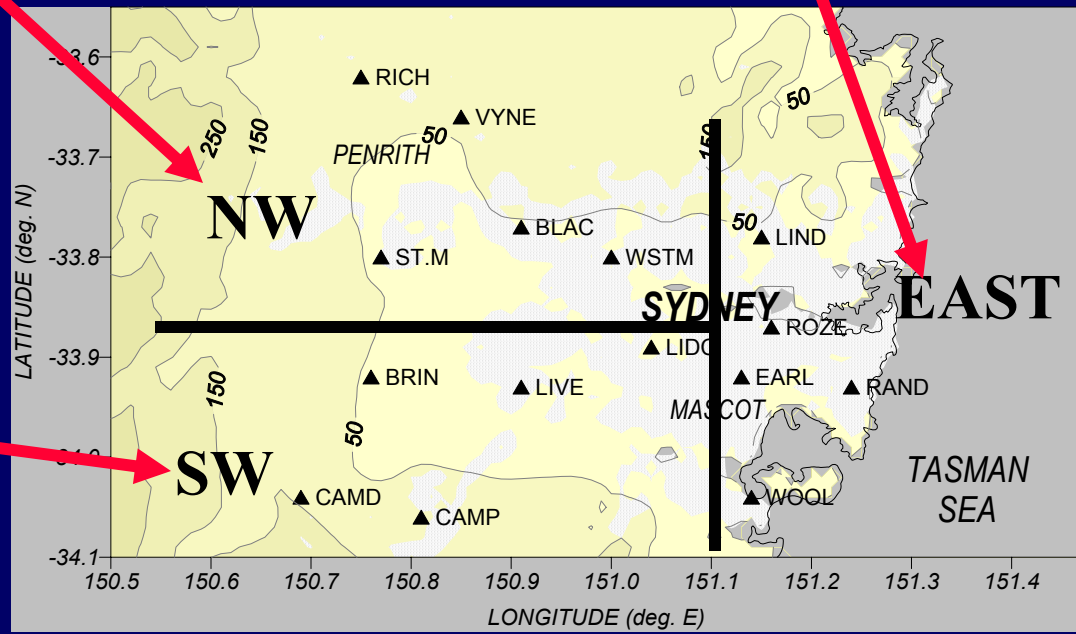 -33.6
RICH
VYNE
50
50
250
150
150
PENRITH
-33.7
NW
BLAC
50
LIND
ST.M
WSTM
-33.8
EAST
SYDNEY
ROZE
LIDC
-33.9
BRIN
LIVE
EARL
RAND
150
MASCOT
50
SW
TASMAN
SEA
CAMD
CAMP
WOOL
-34.1
150.5 150.6 150.7 150.8 150.9 151.0 151.1 151.2 151.3 151.4
LONGITUDE (deg. E)
LATITUDE (deg. N)